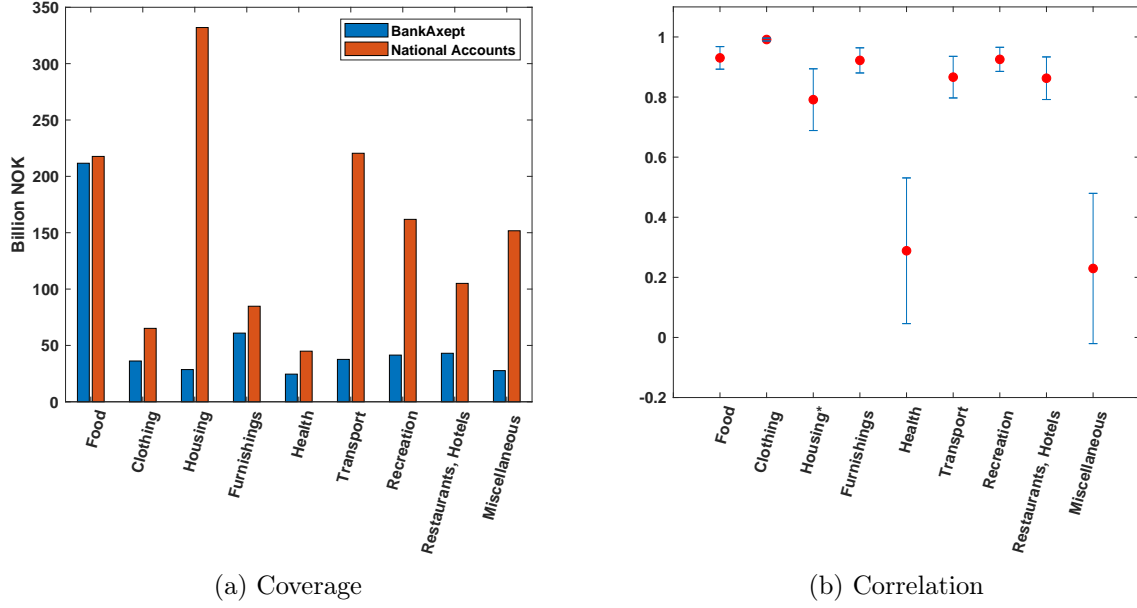 350
300
250
200
150
100
50
0
Billion NOK
BankAxept
National Accounts
Food
Clothing
Housing
Furnishings
Health
Transport
Recreation
Restaurants, Hotels
Miscellaneous
(a) Coverage
1
0.8
0.6
0.4
0.2
0
-0.2
Food
Clothing
Housing*
Furnishings
Health
Transport
Recreation
Restaurants, Hotels
Miscellaneous
(b) Correlation